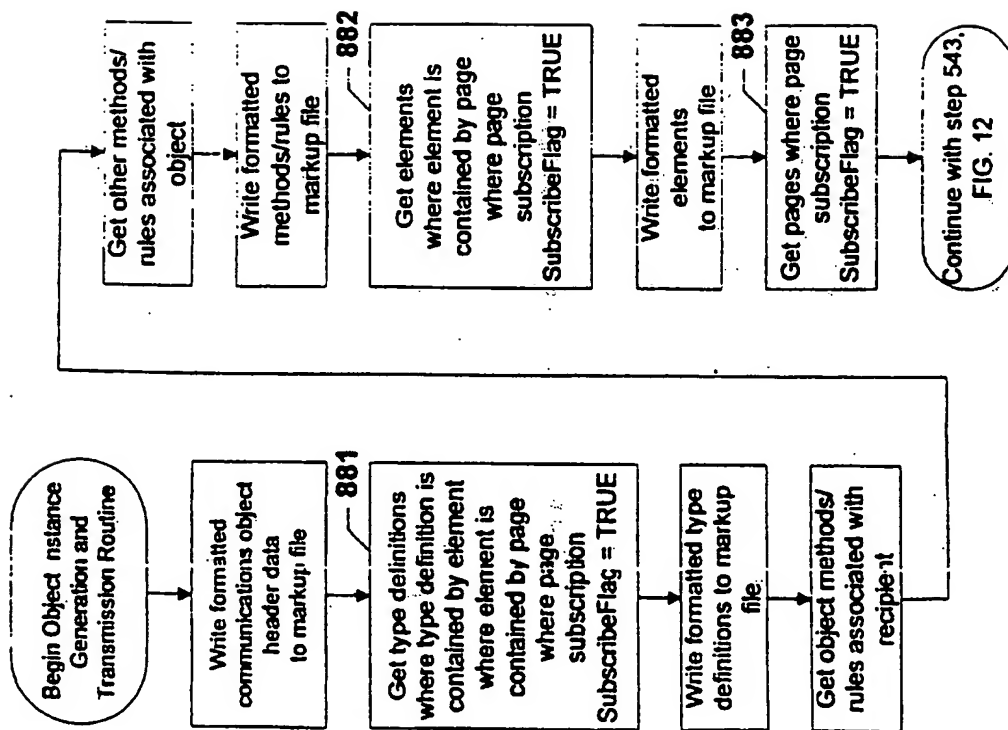 Begin Object nstance
Generation and
Transmission Routine
Write formatted
communications object
header data
to markup file
881
Get type definitions
where type definition is
contained by element
where element is
contained by page
where page
subscription
SubscribeFlag = TRUE
Write formatted type
definitions to markup
file
Get object methods/
rules associated with
recipient
Get other methods/
rules associated with
object
Write formatted
methods/rules to
markup file
882
Get elements
where element is
contained by page
where page
subscription
SubscribeFlag = TRUE
Write formatted
elements
to markup file
883
Get pages where page
subscription
SubscribeFlag = TRUE
Continue with step 543,
FIG. 12